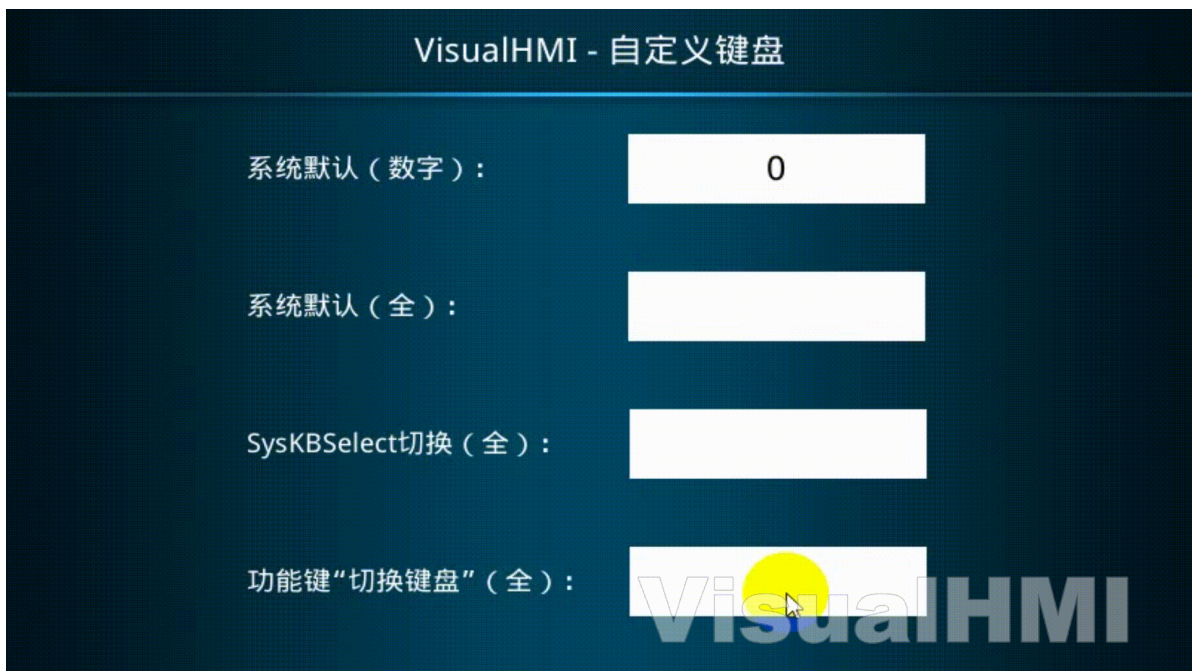 VisualHMI - 自定义键盘
系统默认（数字）: 0
系统默认（全）:
SysKBSelect切换（全）:
功能键“切换键盘”（全）:
VisualHMI